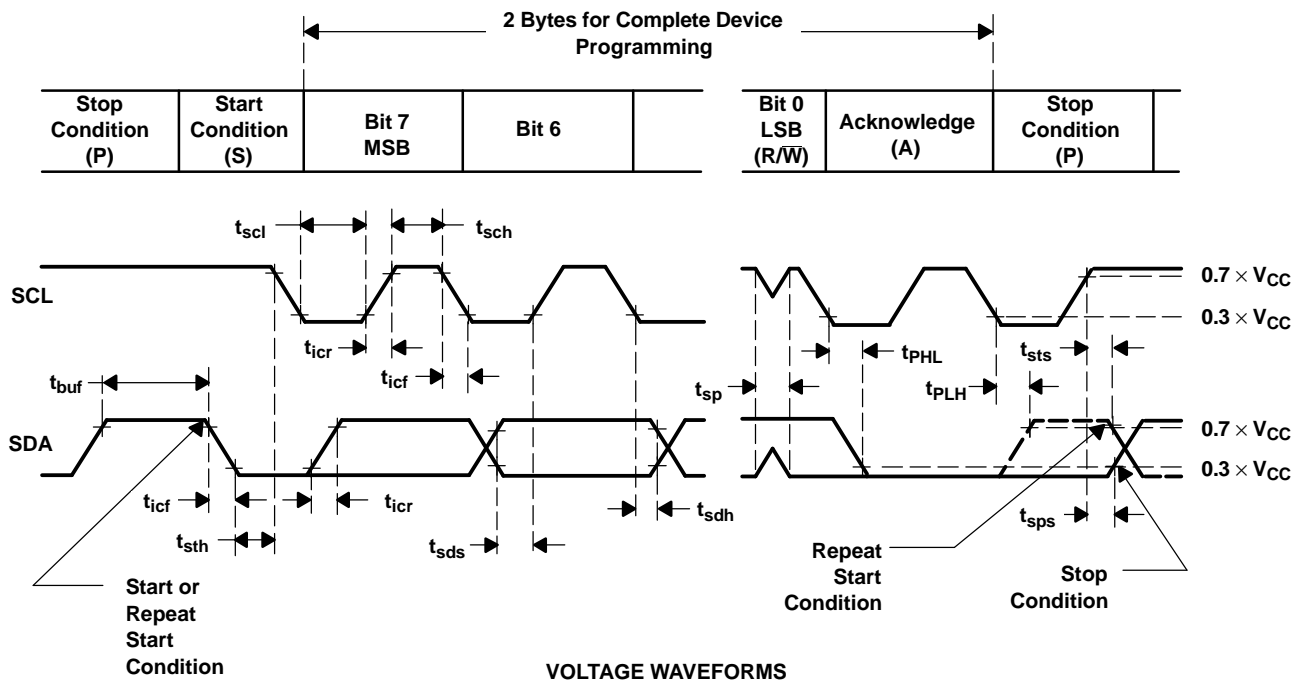 2 Bytes for Complete Device
Programming
Stop
Condition
(P)
Start
Condition
(S)
Bit 7
MSB
Bit 6
Bit 0
LSB
(R/W̅)
Acknowledge
(A)
Stop
Condition
(P)
tscl
tsch
SCL
0.7 × VCC
0.3 × VCC
ticr
ticf
tPHL
tsts
tbuf
tsp
tPLH
SDA
0.7 × VCC
0.3 × VCC
ticf
ticr
tsth
tsds
tsdh
tsps
Start or
Repeat
Start
Condition
Repeat
Start
Condition
Stop
Condition
VOLTAGE WAVEFORMS